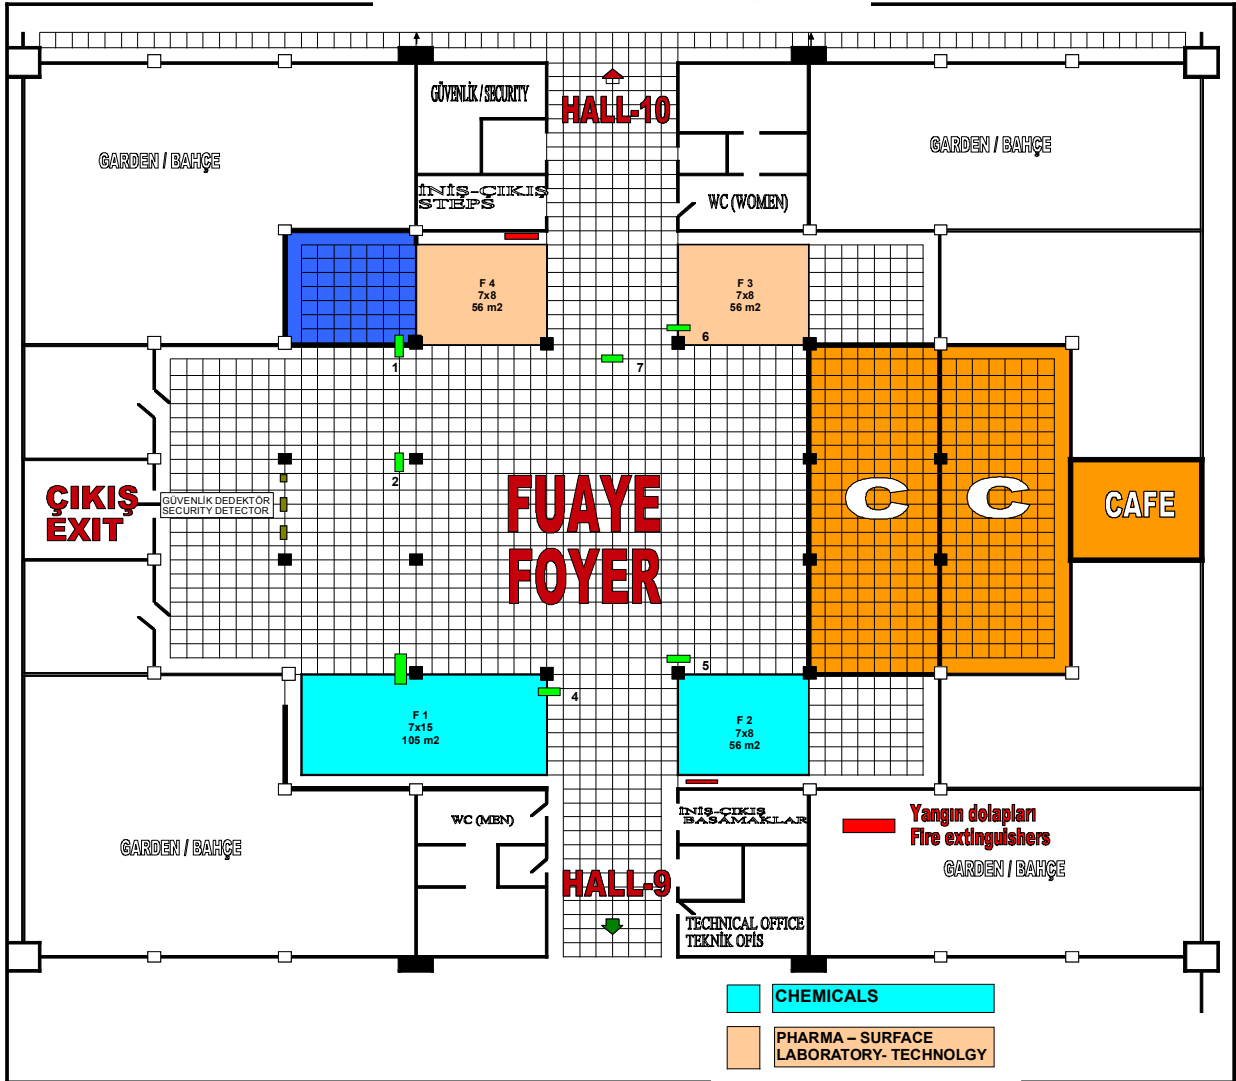 GÜVENLİK / SECURITY
HALL-10
GARDEN / BAHÇE
GARDEN / BAHÇE
İNİŞ-ÇIKIŞ
STEPS
WC (WOMEN)
F 4
7x8
56 m2
F 3
7x8
56 m2
6
1
7
2
ÇIKIŞ
EXIT
GÜVENLİK DEDEKTÖR
SECURITY DETECTOR
FUAYE
FOYER
C
C
CAFE
5
4
F 1
7x15
105 m2
F 2
7x8
56 m2
WC (MEN)
İNİŞ-ÇIKIŞ
BASAMAKLAR
Yangın dolapları
Fire extinguishers
GARDEN / BAHÇE
GARDEN / BAHÇE
HALL-9
TECHNICAL OFFICE
TEKNİK OFİS
CHEMICALS
PHARMA – SURFACE
LABORATORY- TECHNOLGY